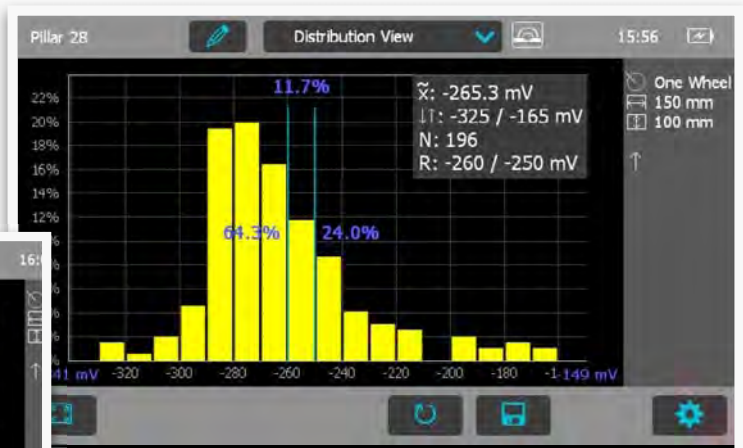 Pillar 28
Distribution View
15:56
22%
20%
18%
16%
14%
12%
11.7%
64.3%
24.0%
x̃: -265.3 mV
↓↑: -325 / -165 mV
N: 196
R: -260 / -250 mV
One Wheel
150 mm
100 mm
-320
-300
-280
-260
-240
-220
-200
-180
-149 mV